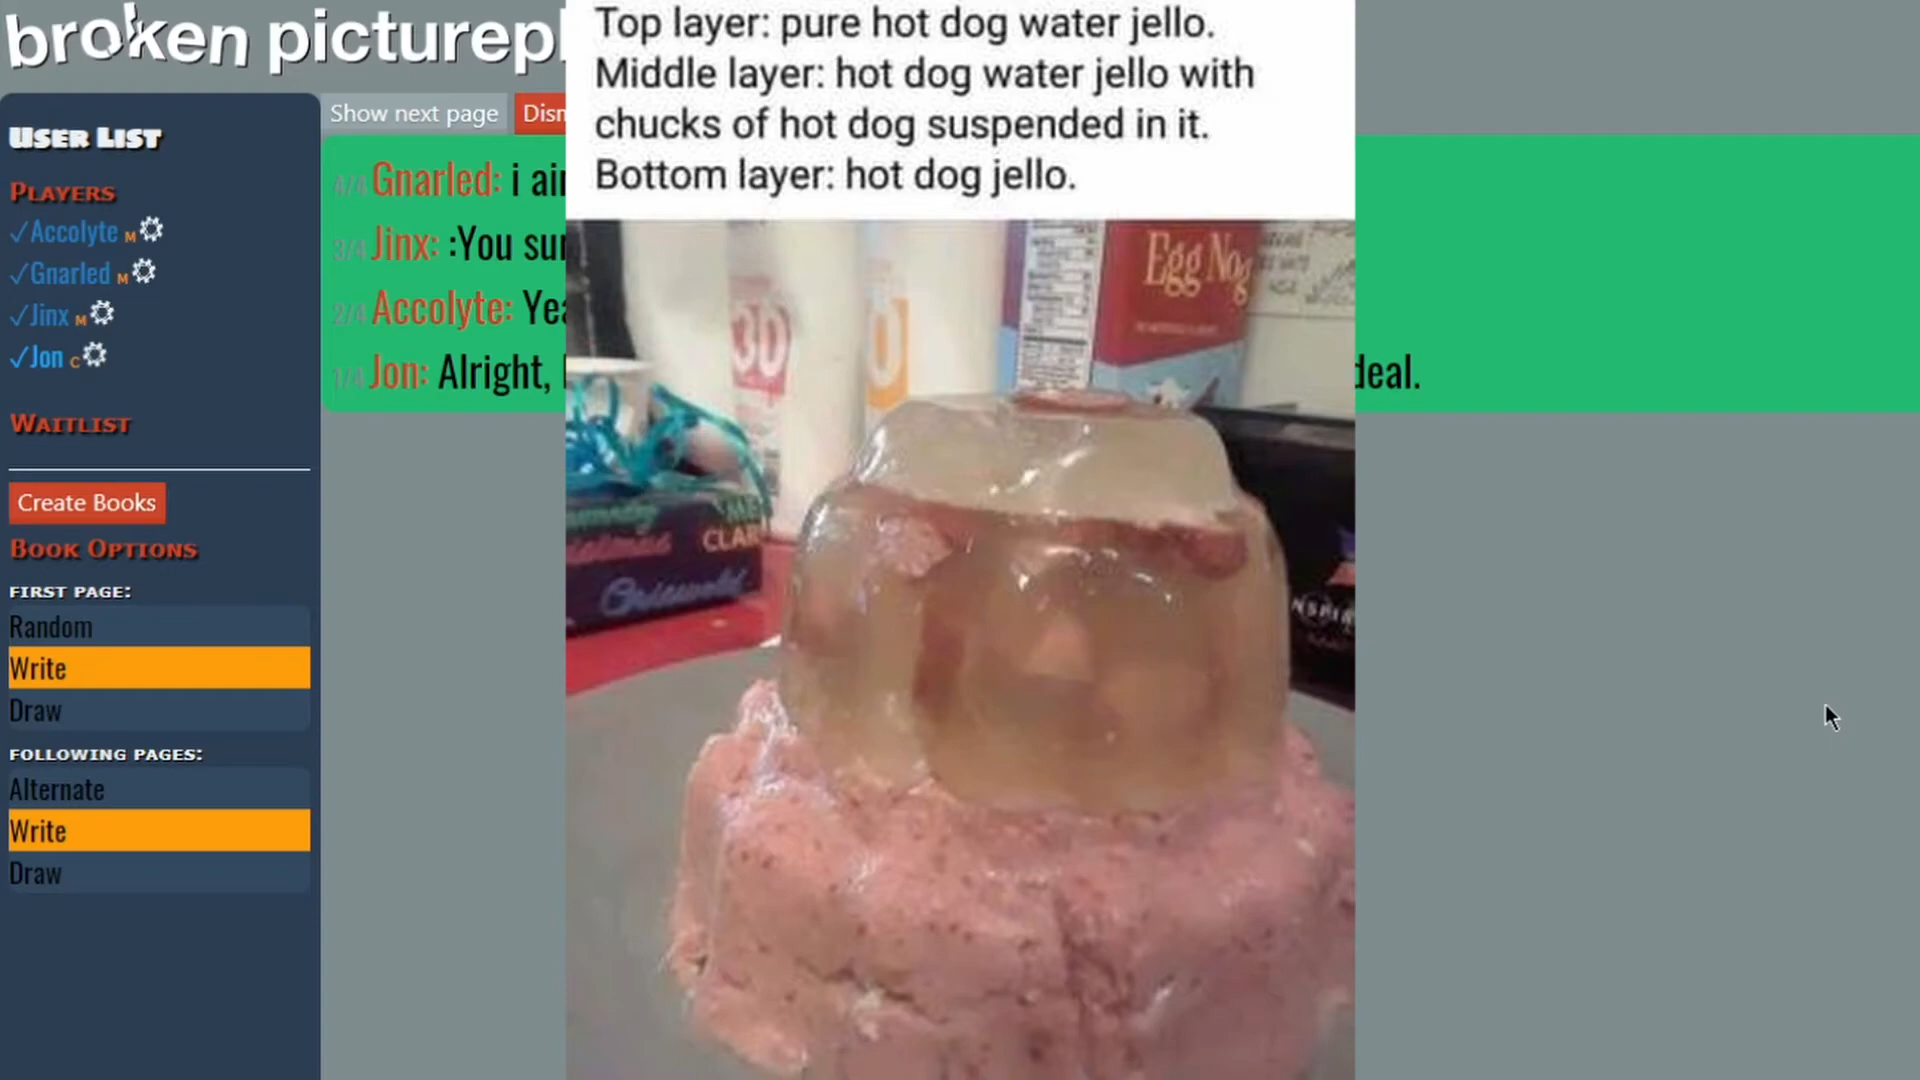 broken picturep
Top layer: pure hot dog water jello.
Middle layer: hot dog water jello with
chucks of hot dog suspended in it.
Bottom layer: hot dog jello.
Show next page
USER LIST
PLAYERS
✓Accolyte M
✓Gnarled M
✓Jinx M
✓Jon C
WAITLIST
Create Books
BOOK OPTIONS
FIRST PAGE:
Random
Write
Draw
FOLLOWING PAGES:
Alternate
Write
Draw
4/4 Gnarled: i
3/4 Jinx: :You
2/4 Accolyte:
1/4 Jon: Alright, deal.
Egg Nog
Griswold